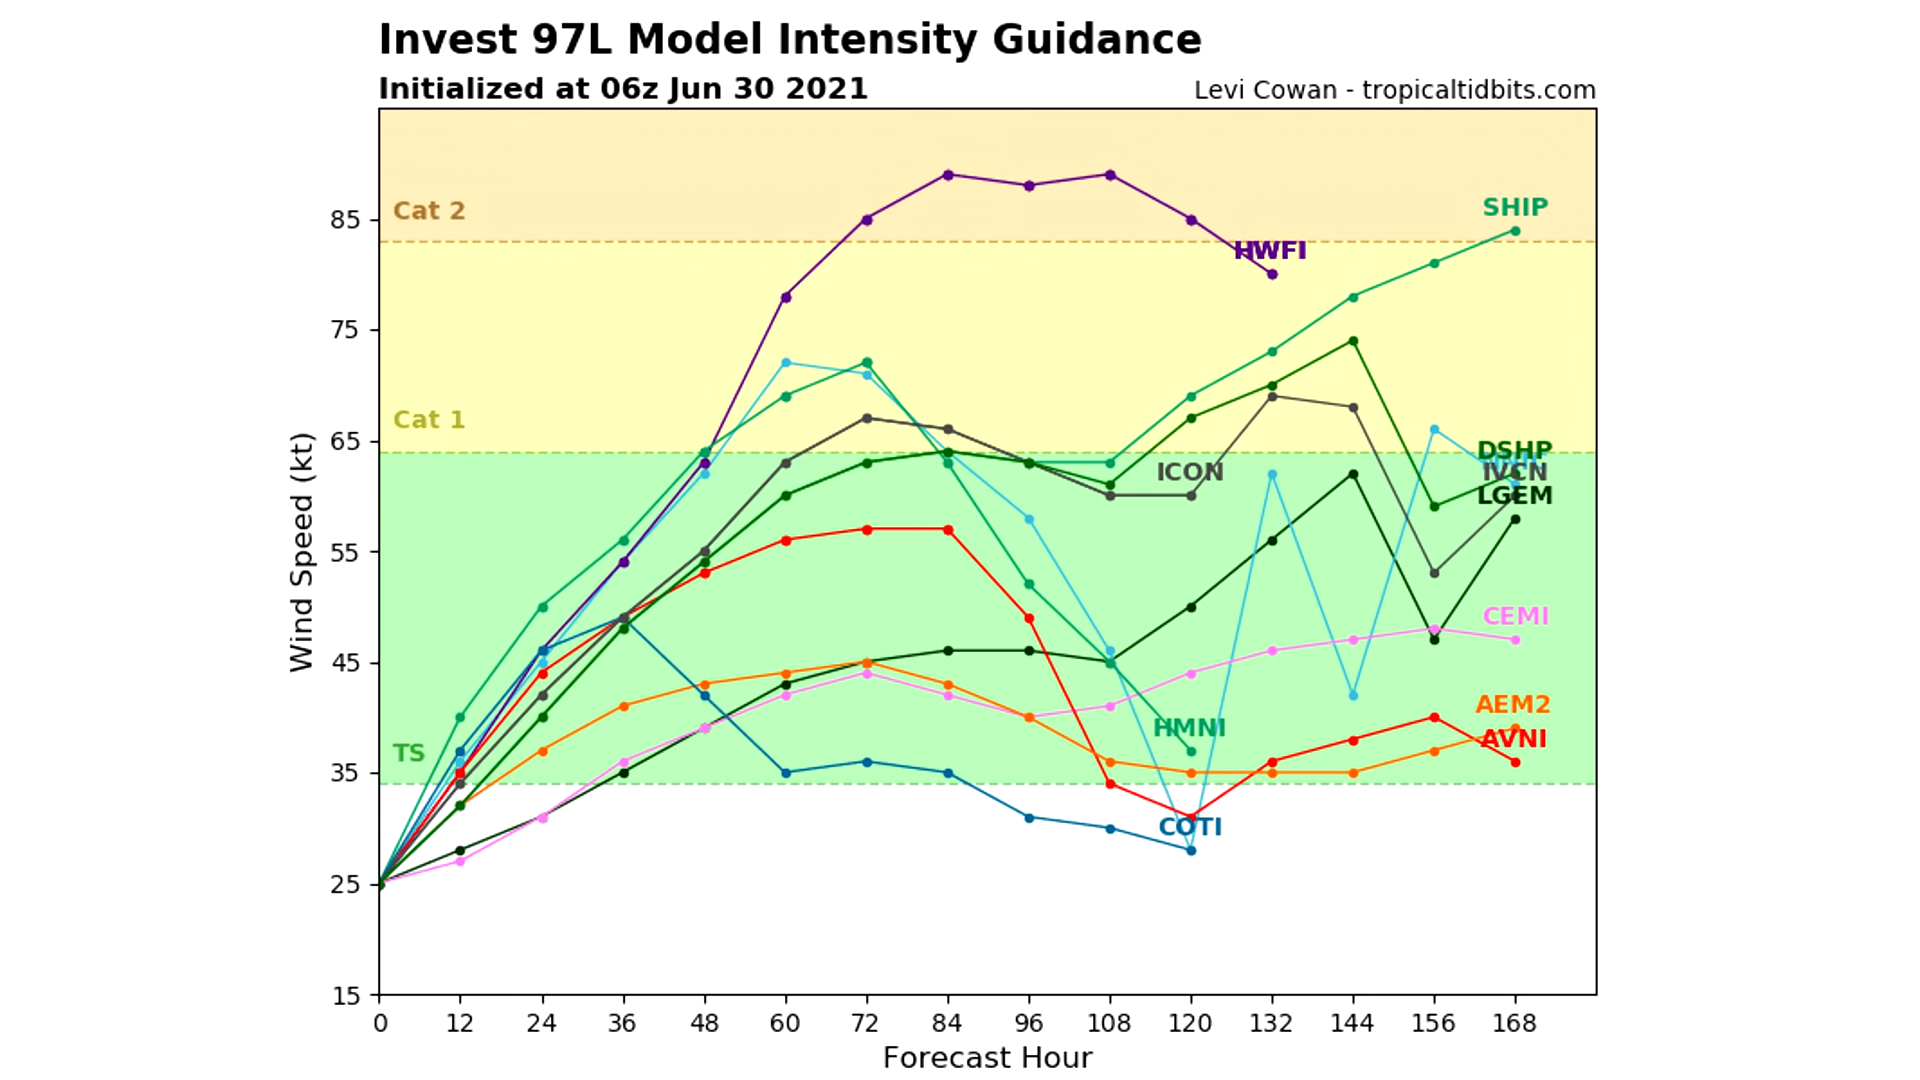 Invest 97L Model Intensity Guidance
Initialized at 06z Jun 30 2021
Levi Cowan - tropicaltidbits.com
Wind Speed (kt)
85
75
65
55
45
35
25
15
Cat 2
Cat 1
TS
SHIP
HWFI
DSHP
ICON
IVCN
LGEM
CEMI
AEM2
HMNI
AVNI
COTI
0 12 24 36 48 60 72 84 96 108 120 132 144 156 168
Forecast Hour